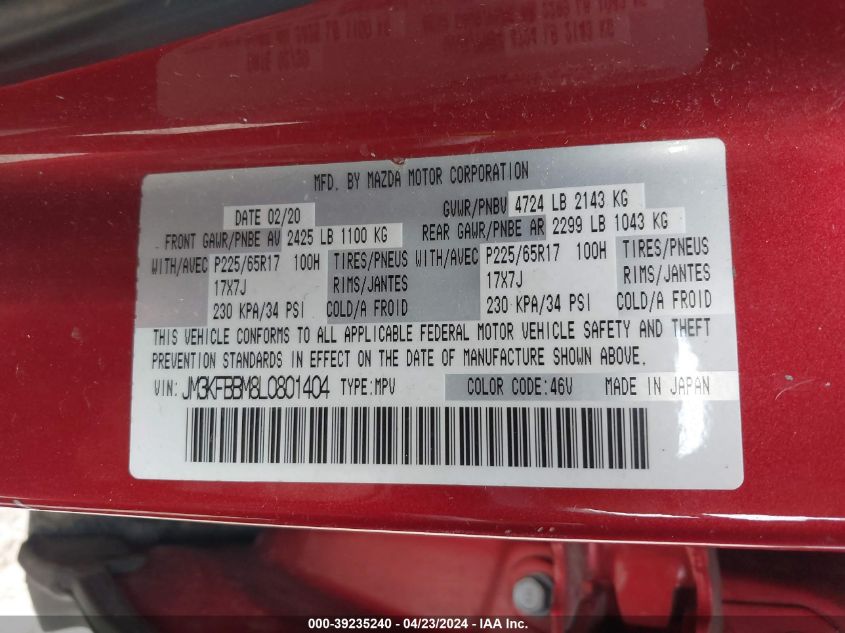 MFD. BY MAZDA MOTOR CORPORATION
DATE 02/20 GVWR/PNBV 4724 LB 2143 KG
FRONT GAWR/PNBE AV 2425 LB 1100 KG REAR GAWR/PNBE AR 2299 LB 1043 KG
WITH/AVEC P225/65R17 100H TIRES/PNEUS WITH/AVEC P225/65R17 100H TIRES/PNEUS
17X7J RIMS/JANTES 17X7J RIMS/JANTES
230 KPA/34 PSI COLD/A FROID 230 KPA/34 PSI COLD/A FROID
THIS VEHICLE CONFORMS TO ALL APPLICABLE FEDERAL MOTOR VEHICLE SAFETY AND THEFT
PREVENTION STANDARDS IN EFFECT ON THE DATE OF MANUFACTURE SHOWN ABOVE.
VIN: JM3KFBBM8L0801404 TYPE:MPV COLOR CODE:46V MADE IN JAPAN
000-39235240 - 04/23/2024 - IAA Inc.